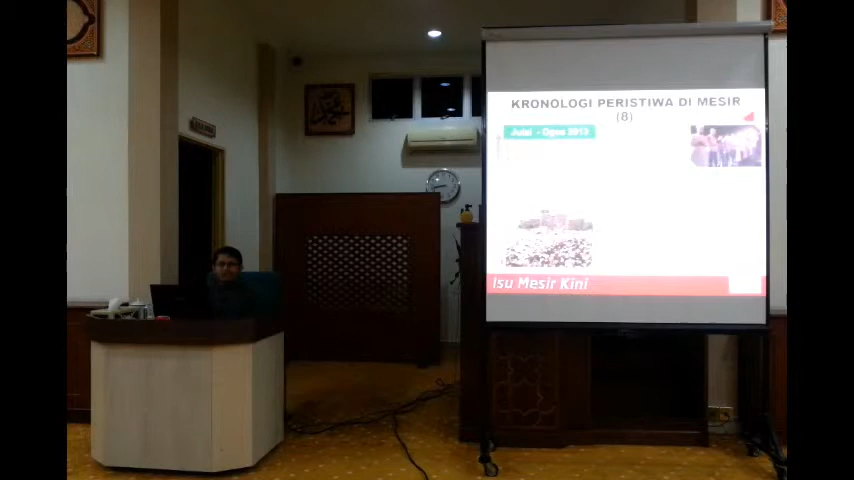 KRONOLOGI PERISTIWA DI MESIR
(8)
Julai - Ogos 2013
Isu Mesir Kini